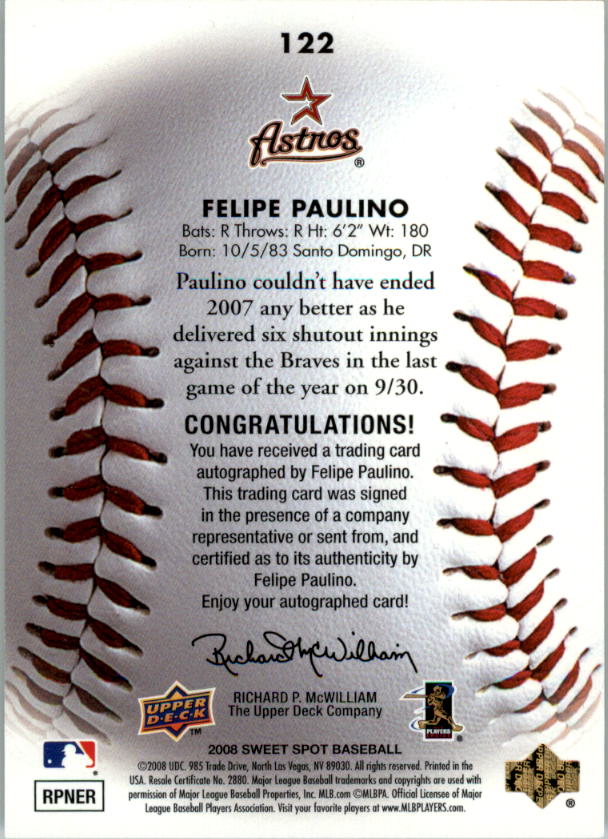 122
Astros®
FELIPE PAULINO
Bats: R Throws: R Ht: 6'2" Wt: 180
Born: 10/5/83 Santo Domingo, DR
Paulino couldn't have ended
2007 any better as he
delivered six shutout innings
against the Braves in the last
game of the year on 9/30.
CONGRATULATIONS!
You have received a trading card
autographed by Felipe Paulino.
This trading card was signed
in the presence of a company
representative or sent from, and
certified as to its authenticity by
Felipe Paulino.
Enjoy your autographed card!
Richard P. McWilliam
UPPER
D·E·C·K
TM
RICHARD P. McWILLIAM
The Upper Deck Company
PLAYERS
®
2008 SWEET SPOT BASEBALL
©2008 UDC. 985 Trade Drive, North Las Vegas, NV 89030. All rights reserved. Printed in the
USA. Resale Certificate No. 2880. Major League Baseball trademarks and copyrights are used with
permission of Major League Baseball Properties, Inc. MLB.com ©MLBPA. Official Licensee of Major
League Baseball Players Association. Visit your favorite players at www.MLBPLAYERS.com.
RPNER
®